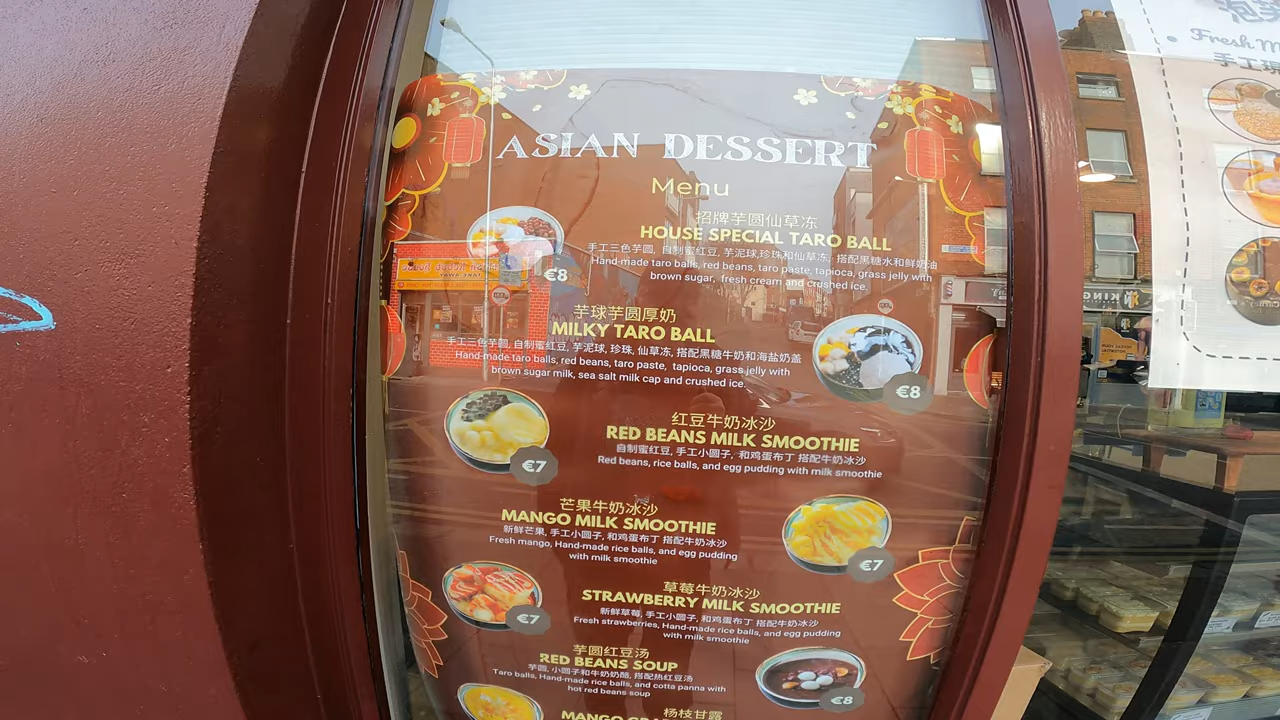 ASIAN DESSERT
Menu
招牌芋圆仙草冻
HOUSE SPECIAL TARO BALL
手工三色芋圆, 自制蜜红豆, 芋泥球,珍珠和仙草冻, 搭配黑糖水和鲜奶油
Hand-made taro balls, red beans, taro paste, tapioca, grass jelly with
brown sugar, fresh cream and crushed ice.
€8
芋球芋圆厚奶
MILKY TARO BALL
手工三色芋圆, 自制蜜红豆, 芋泥球, 珍珠, 仙草冻, 搭配黑糖牛奶和海盐奶盖
Hand-made taro balls, red beans, taro paste, tapioca, grass jelly with
brown sugar milk, sea salt milk cap and crushed ice.
€8
红豆牛奶冰沙
RED BEANS MILK SMOOTHIE
自制蜜红豆, 手工小圆子, 和鸡蛋布丁 搭配牛奶冰沙
Red beans, rice balls, and egg pudding with milk smoothie
€7
芒果牛奶冰沙
MANGO MILK SMOOTHIE
新鲜芒果, 手工小圆子, 和鸡蛋布丁 搭配牛奶冰沙
Fresh mango, Hand-made rice balls, and egg pudding
with milk smoothie
€7
草莓牛奶冰沙
STRAWBERRY MILK SMOOTHIE
新鲜草莓, 手工小圆子, 和鸡蛋布丁 搭配牛奶冰沙
Fresh strawberries, Hand-made rice balls, and egg pudding
with milk smoothie
€7
芋圆红豆汤
RED BEANS SOUP
芋圆, 小圆子和牛奶奶酪, 搭配热红豆汤
Taro balls, Hand-made rice balls, and cotta panna with
hot red beans soup
€8
杨枝甘露
MANGO
Fresh
手工
KING